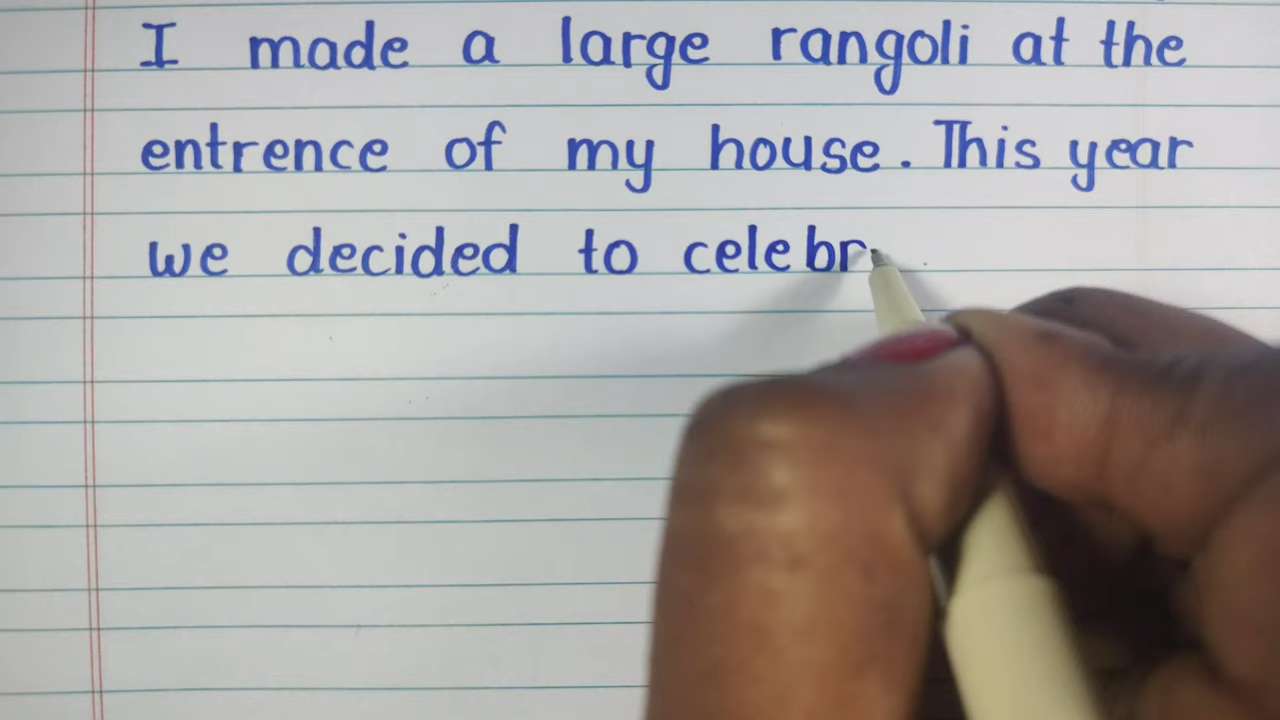 I made a large rangoli at the
entrence of my house. This year
we decided to celebr